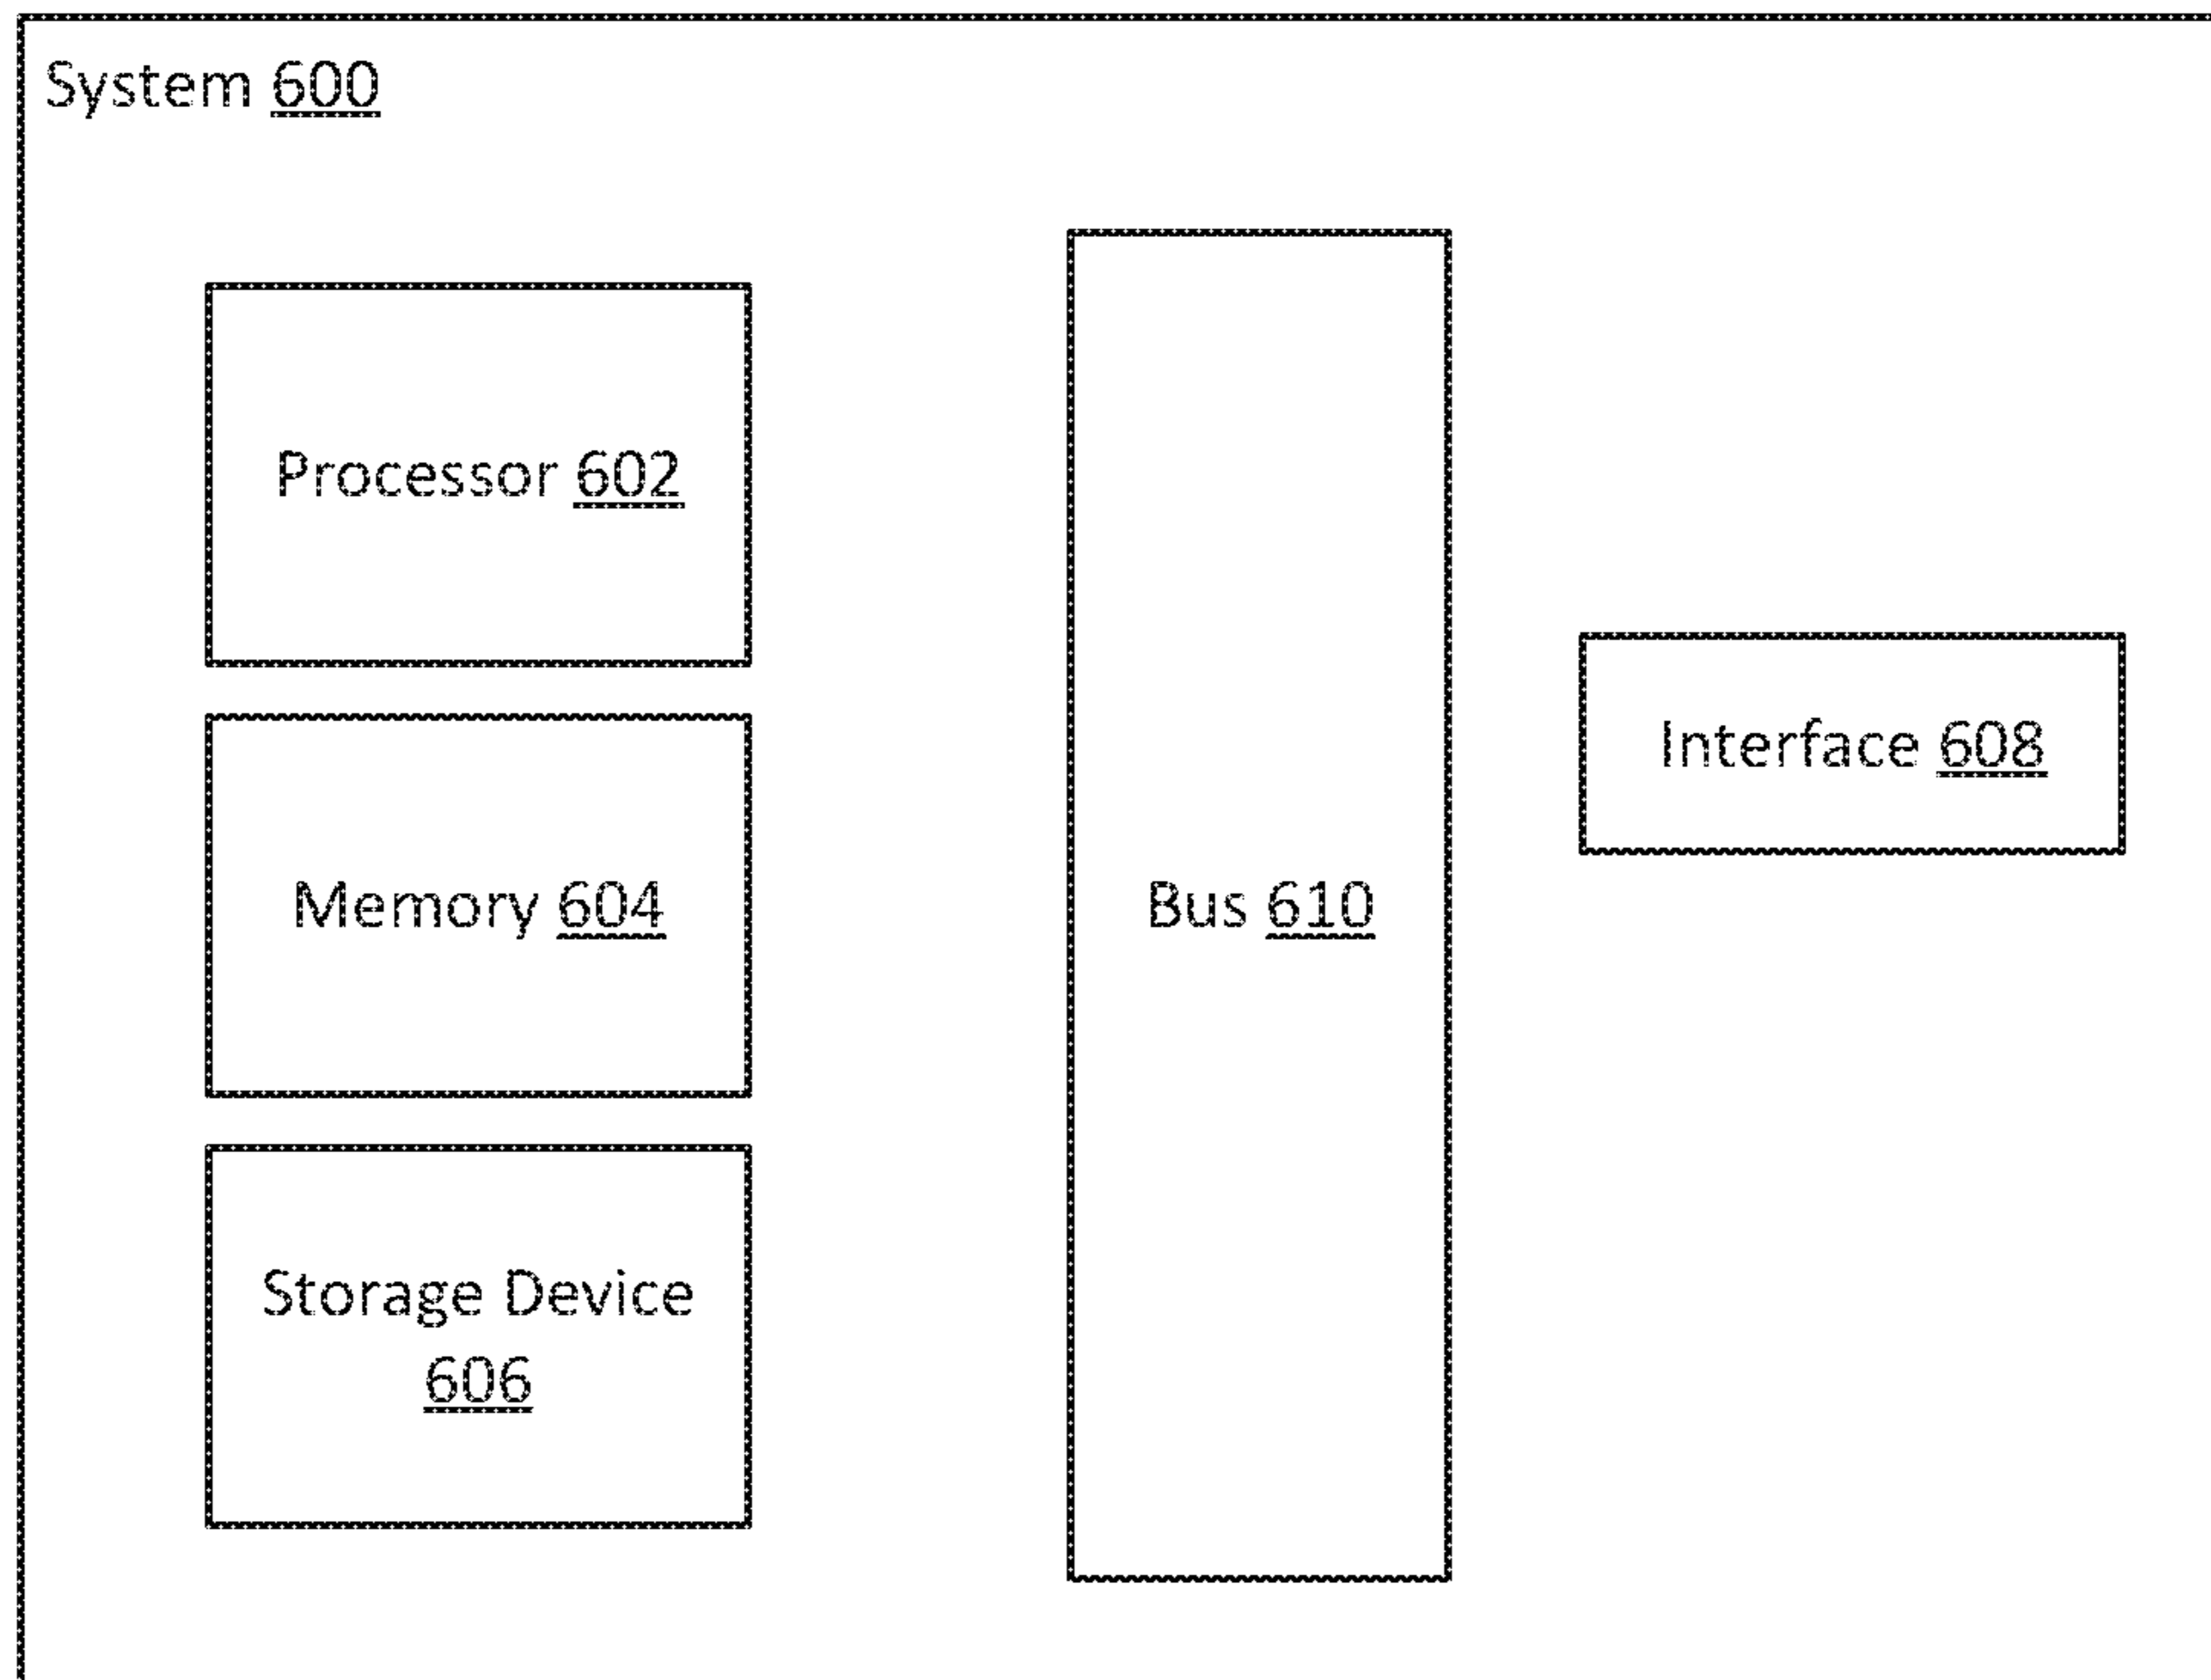 System 600
Processor 602
Memory 604
Storage Device
606
Bus 610
Interface 608